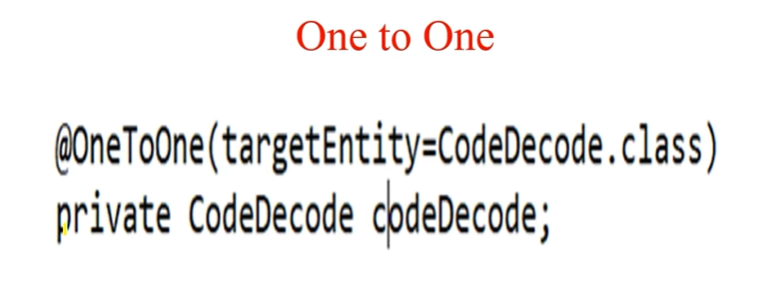 One to One
@OneToOne(targetEntity=CodeDecode.class)
private CodeDecode codeDecode;